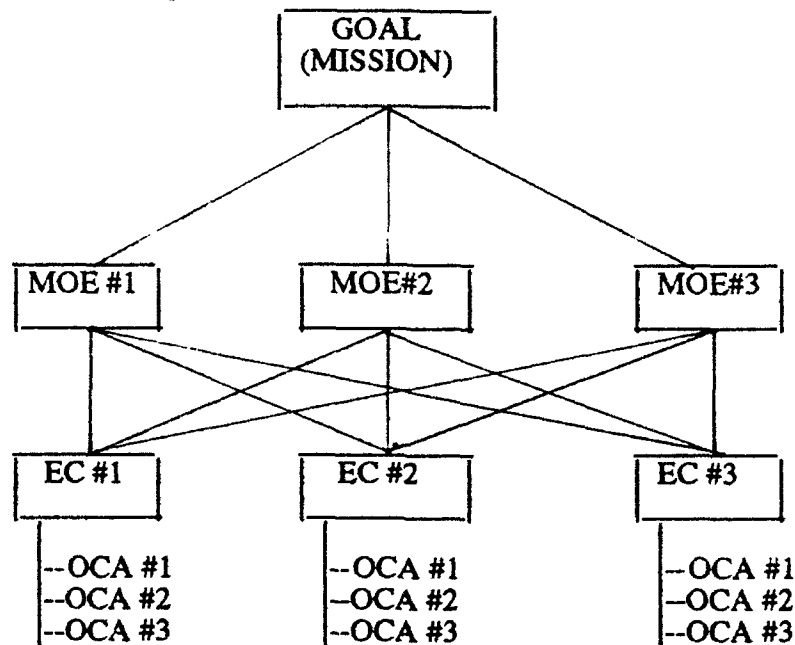 GOAL
(MISSION)
MOE #1
MOE#2
MOE#3
EC #1
EC #2
EC #3
--OCA #1
--OCA #2
--OCA #3
--OCA #1
--OCA #2
--OCA #3
--OCA #1
--OCA #2
--OCA #3